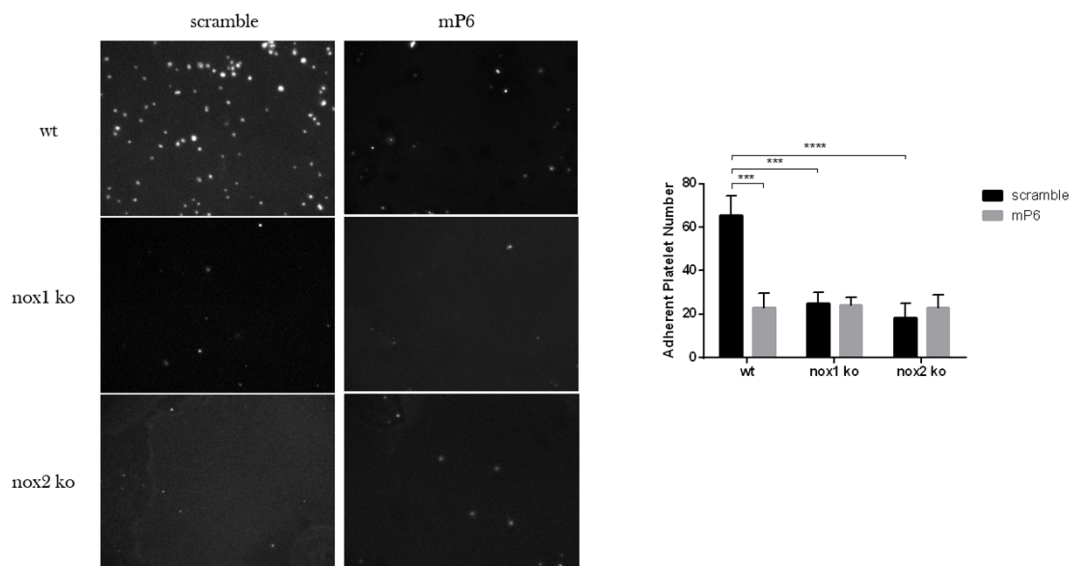 scramble mP6
wt
nox1 ko
nox2 ko
****
***
***
80
60
40
20
0
Adherent Platelet Number
wt nox1 ko nox2 ko
scramble
mP6